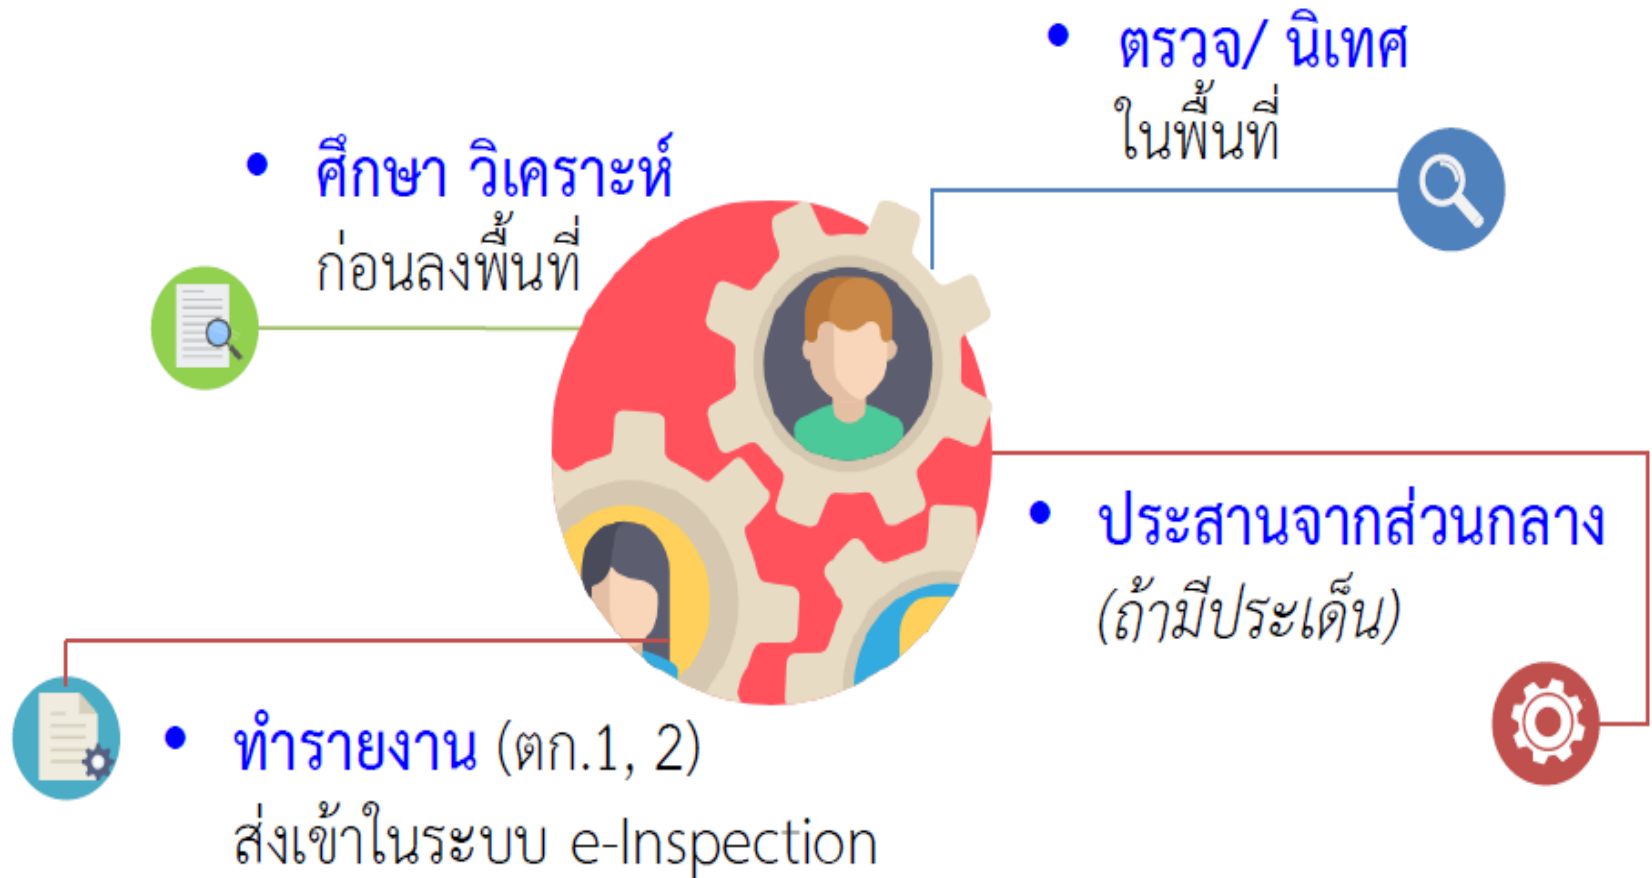 • ตรวจ/ นิเทศ
ในพื้นที่
• ศึกษา วิเคราะห์
ก่อนลงพื้นที่
• ประสานจากส่วนกลาง
(ถ้ามีประเด็น)
• ทำรายงาน (ตก.1, 2)
ส่งเข้าในระบบ e-Inspection